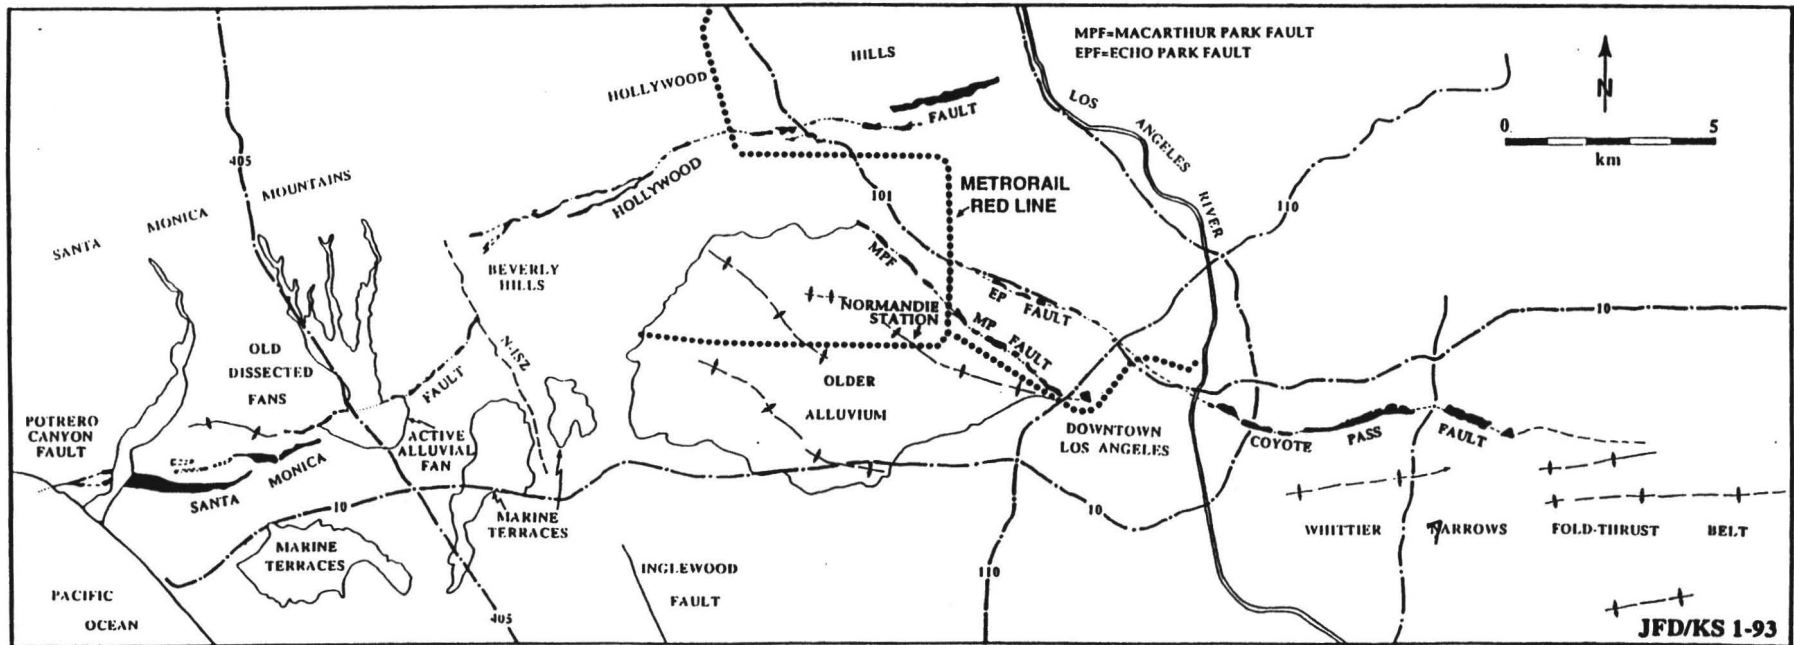 MPF=MACARTHUR PARK FAULT
EPF=ECHO PARK FAULT
N
0
5
km
HILLS
HOLLYWOOD
FAULT
HOLLYWOOD
LOS
ANGELES
RIVER
METRORAIL
RED LINE
405
101
110
SANTA
MONICA
MOUNTAINS
BEVERLY
HILLS
MPF
EP
FAULT
NORMANDIE
STATION
MP
FAULT
N-ISZ
10
OLD
DISSECTED
FANS
FAULT
OLDER
ALLUVIUM
POTRERO
CANYON
FAULT
ACTIVE
ALLUVIAL
FAN
DOWNTOWN
LOS ANGELES
COYOTE
PASS
FAULT
SANTA
MONICA
10
MARINE
TERRACES
10
MARINE
TERRACES
WHITTIER
NARROWS
FOLD-THRUST
BELT
INGLEWOOD
FAULT
110
405
PACIFIC
OCEAN
JFD/KS 1-93